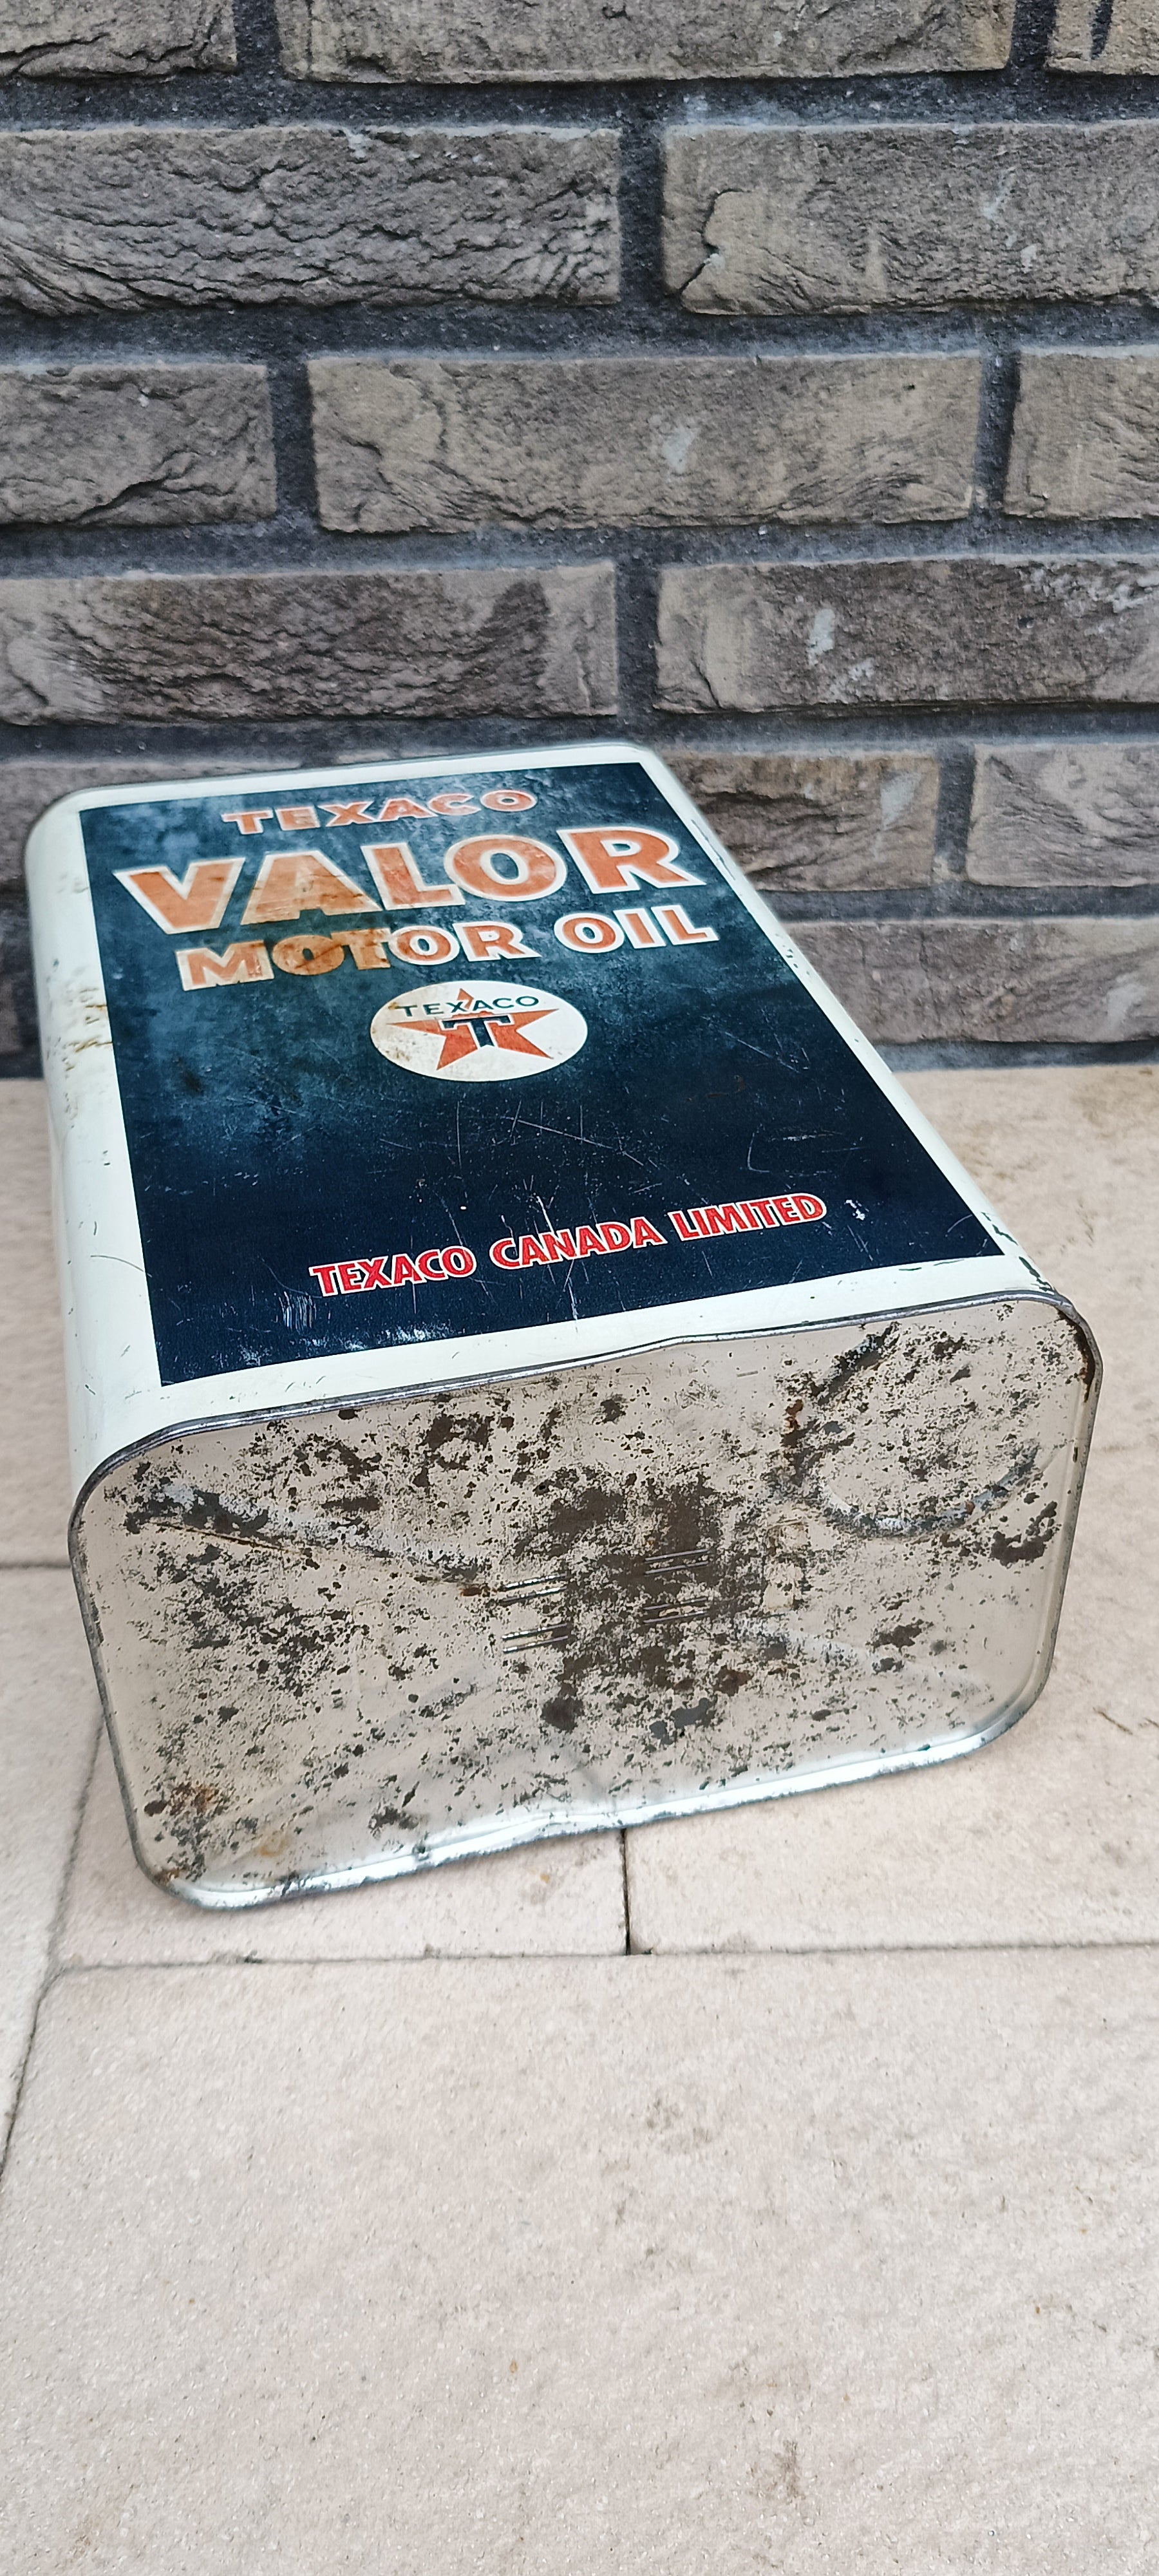 TEXACO
VALOR
MOTOR OIL
TEXACO
T
TEXACO CANADA LIMITED